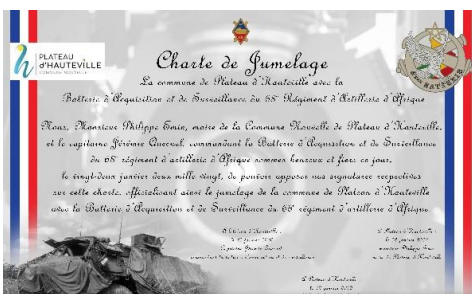 PLATEAU
d'HAUTEVILLE
COMMUNE NOUVELLE
Charte de Jumelage
La commune de Plateau d'Hauteville avec la
Batterie d'Acquisition et de Surveillance du 68e Régiment d'Artillerie d'Afrique
Nous, Monsieur Philippe Emin, maire de la Commune Nouvelle de Plateau d'Hauteville,
et le capitaine Jérémie commandant la Batterie d'Acquisition et de Surveillance
du 68e régiment d'artillerie d'Afrique sommes heureux et fiers ce jour,
le vingt-deux janvier deux mille vingt, de pouvoir apposer nos signatures respectives
sur cette charte, officialisant ainsi le jumelage de la commune de Plateau d'Hauteville
avec la Batterie d'Acquisition et de Surveillance du 68e régiment d'artillerie d'Afrique.